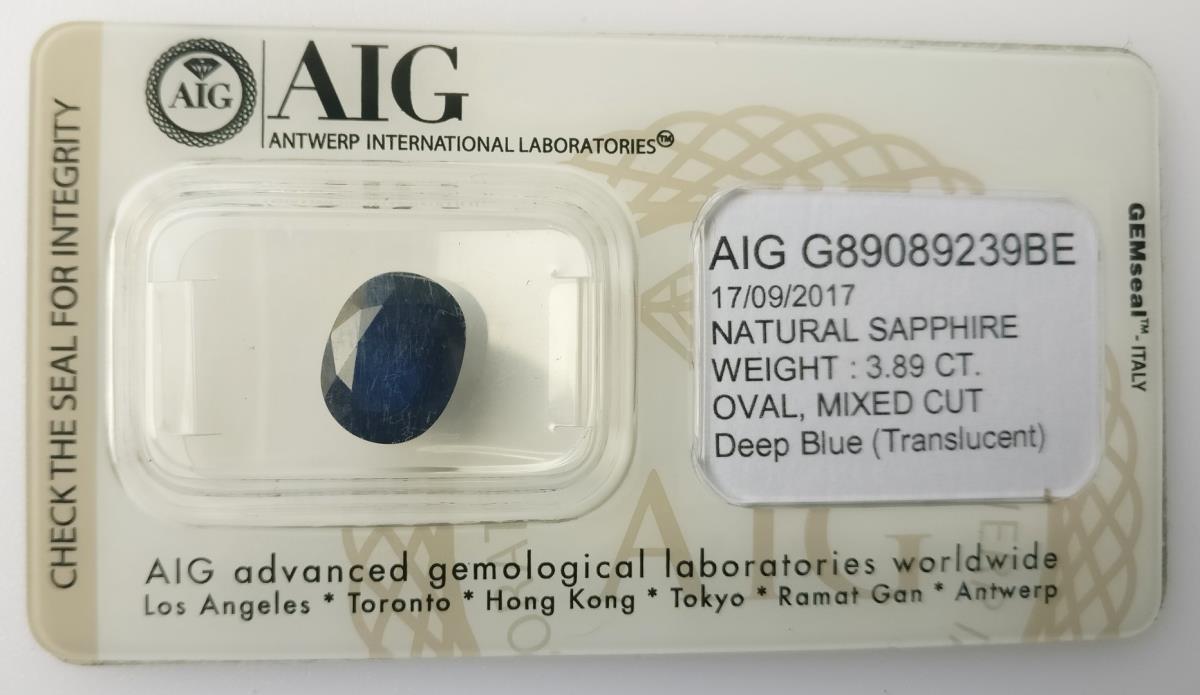 CHECK THE SEAL FOR INTEGRITY
AIG
AIG
ANTWERP INTERNATIONAL LABORATORIES™
AIG G89089239BE
17/09/2017
NATURAL SAPPHIRE
WEIGHT : 3.89 CT.
OVAL, MIXED CUT
Deep Blue (Translucent)
GEMseal™ - ITALY
AIG
AIG advanced gemological laboratories worldwide
Los Angeles * Toronto * Hong Kong * Tokyo * Ramat Gan * Antwerp